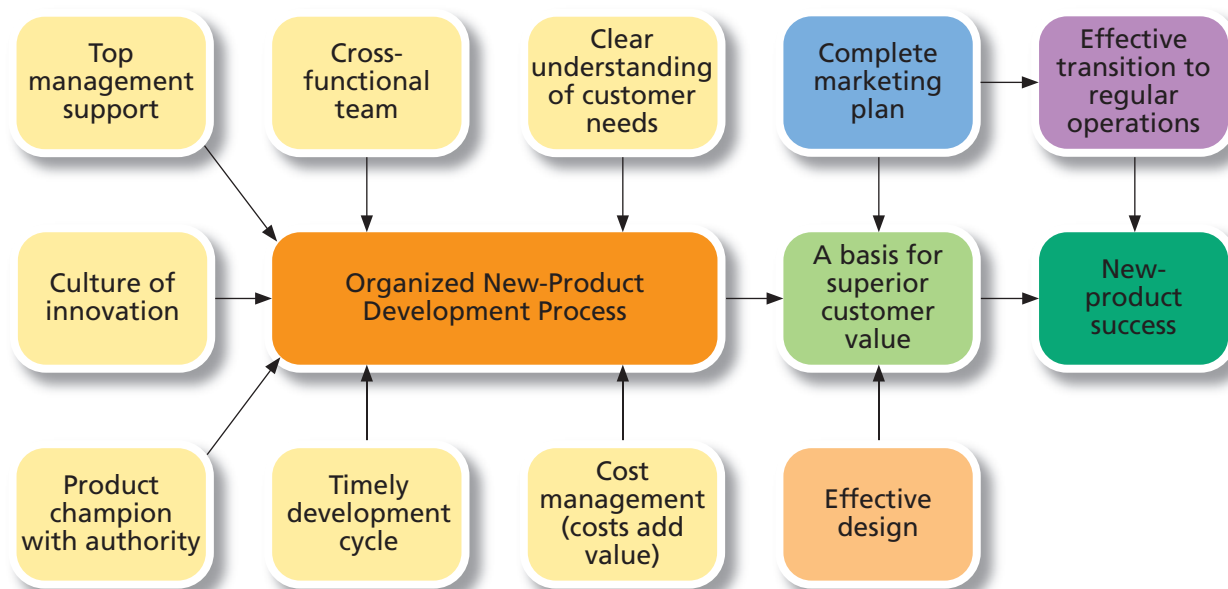 Top
management
support
Cross-
functional
team
Clear
understanding
of customer
needs
Complete
marketing
plan
Effective
transition to
regular
operations
Culture of
innovation
Organized New-Product
Development Process
A basis for
superior
customer
value
New-
product
success
Product
champion
with authority
Timely
development
cycle
Cost
management
(costs add
value)
Effective
design